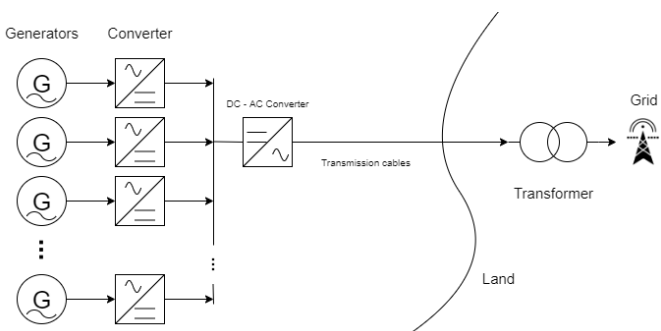 Generators Converter
G
DC - AC Converter
Grid
G
Transmission cables
G
Transformer
Land
G